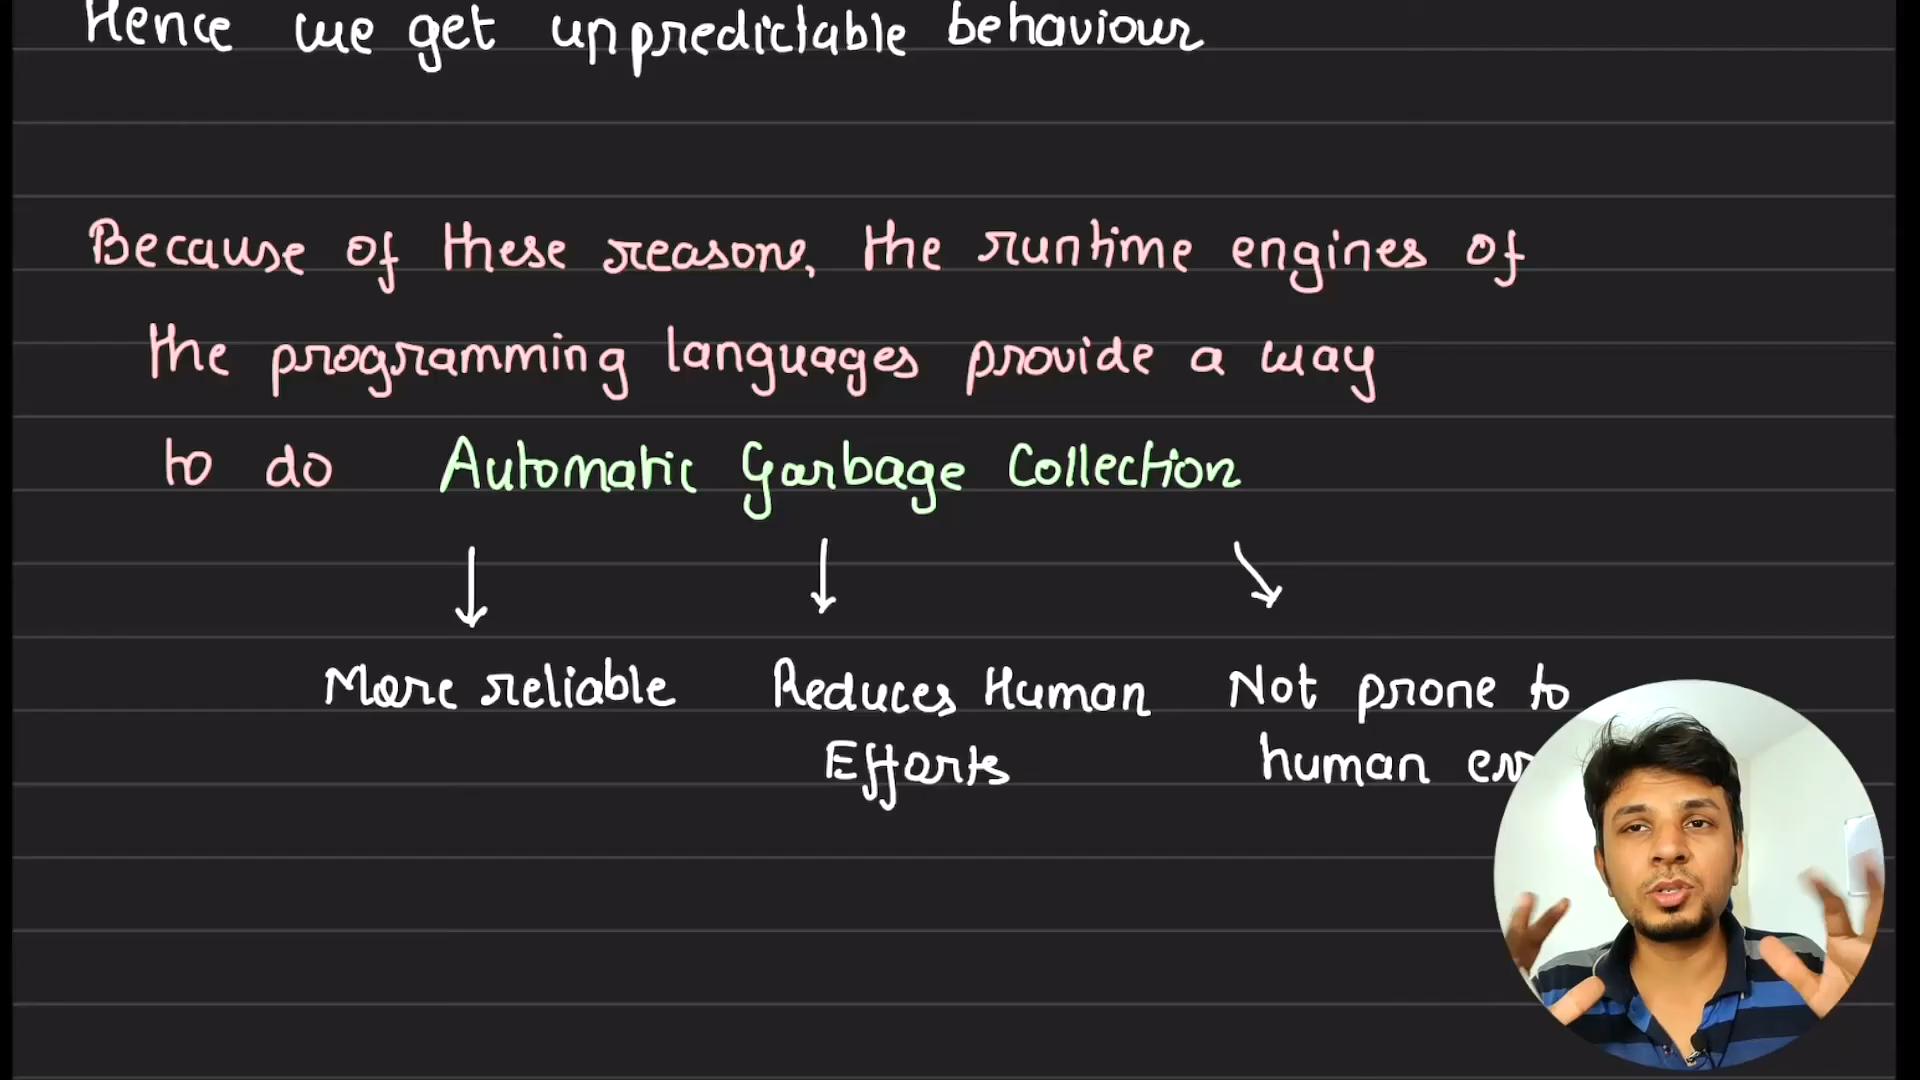 Hence we get unpredictable behaviour
Because of these reasons, the runtime engines of
the programming languages provide a way
to do Automatic Garbage Collection
More reliable Reduces Human Not prone to
Efforts human